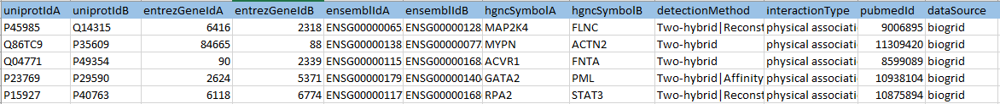 uniprotIdA uniprotIdB entrezGeneIdA entrezGeneIdB ensemblIdA ensemblIdB hgncSymbolA hgncSymbolB detectionMethod interactionType pubmedId dataSource
P45985 Q14315 6416 2318 ENSG00000065 ENSG00000128 MAP2K4 FLNC Two-hybrid|Reconst physical associati 9006895 biogrid
Q86TC9 P35609 84665 88 ENSG00000138 ENSG00000077 MYPN ACTN2 Two-hybrid physical associati 11309420 biogrid
Q04771 P49354 90 2339 ENSG00000115 ENSG00000168 ACVR1 FNTA Two-hybrid physical associati 8599089 biogrid
P23769 P29590 2624 5371 ENSG00000179 ENSG00000140 GATA2 PML Two-hybrid|Affinity physical associati 10938104 biogrid
P15927 P40763 6118 6774 ENSG00000117 ENSG00000168 RPA2 STAT3 Two-hybrid|Reconst physical associati 10875894 biogrid